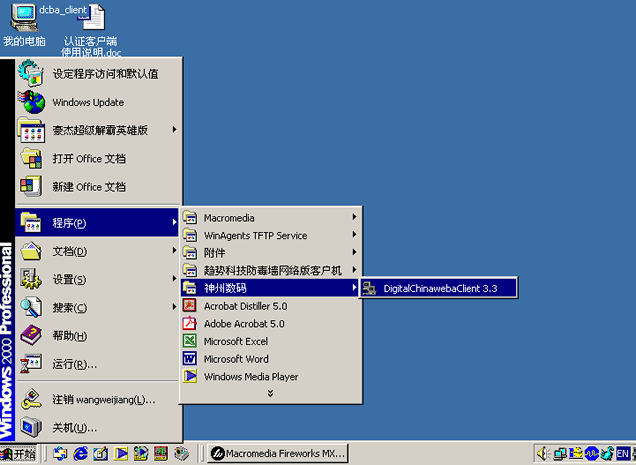 dcba_client
我的电脑
认证客户端
使用说明.doc
设定程序访问和默认值
Windows Update
豪杰超级解霸英雄版
打开 Office 文档
新建 Office 文档
程序(P)
文档(D)
设置(S)
搜索(C)
帮助(H)
运行(R)...
注销 wangweijiang(L)...
关机(U)...
Windows 2000 Professional
Macromedia
WinAgents TFTP Service
附件
趋势科技防毒墙网络版客户机
神州数码
Acrobat Distiller 5.0
Adobe Acrobat 5.0
Microsoft Excel
Microsoft Word
Windows Media Player
DigitalChinawebaClient 3.3
开始
Macromedia Fireworks MX...
EN